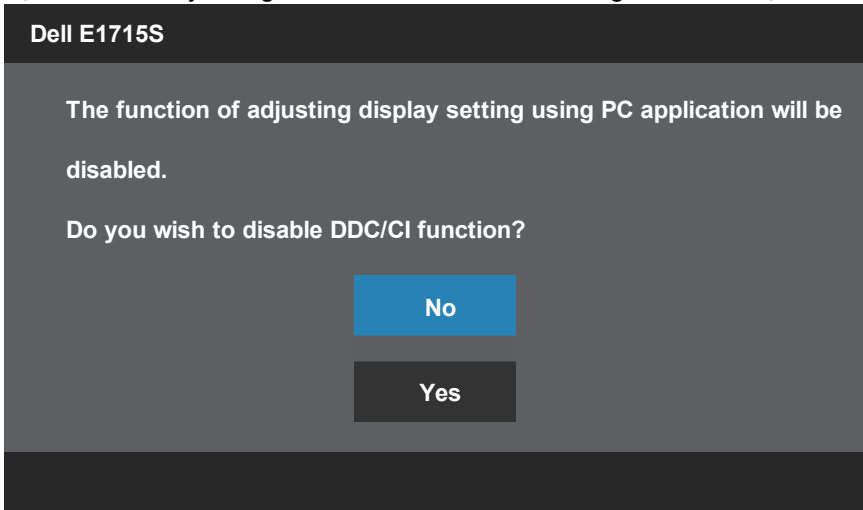 Dell E1715S
The function of adjusting display setting using PC application will be
disabled.
Do you wish to disable DDC/CI function?
No
Yes